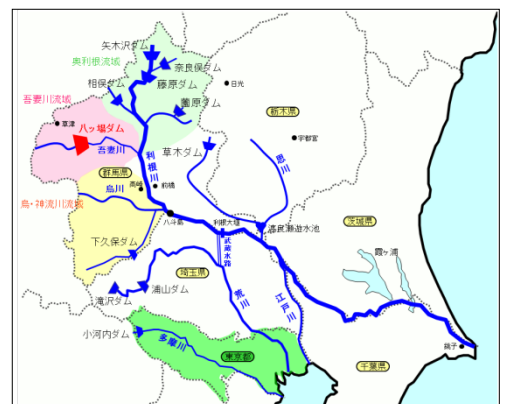 矢木沢ダム
奥利根流域
奈良俣ダム
相俣ダム
藤原ダム
日光
薗原ダム
吾妻川流域
栃木県
草津
八ッ場ダム
宇都宮
吾妻川
利根川
草木ダム
思川
群馬県
高崎
前橋
烏川
烏・神流川流域
八斗島
利根大堰
渡良瀬遊水池
茨城県
武蔵水路
霞ヶ浦
下久保ダム
埼玉県
滝沢ダム
浦山ダム
荒川
江戸川
小河内ダム
多摩川
東京都
千葉県
銚子